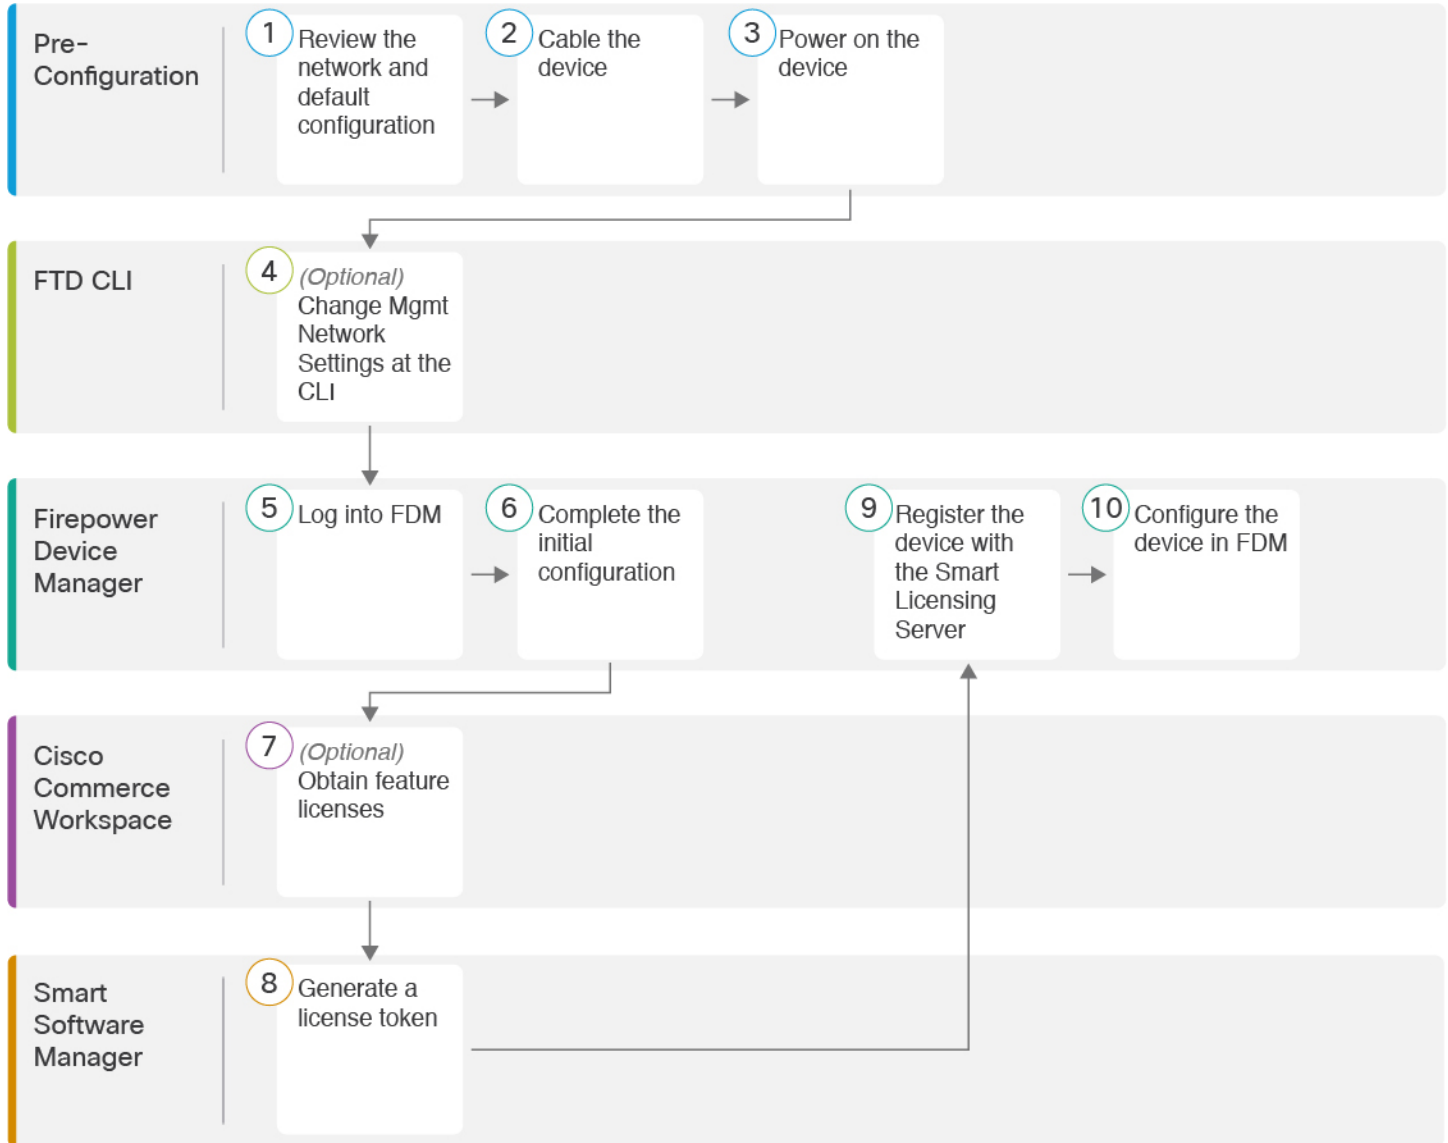 Pre-
Configuration
1
Review the
network and
default
configuration
2
Cable the
device
3
Power on the
device
FTD CLI
4
(Optional)
Change Mgmt
Network
Settings at the
CLI
Firepower
Device
Manager
5
Log into FDM
6
Complete the
initial
configuration
9
Register the
device with
the Smart
Licensing
Server
10
Configure the
device in FDM
Cisco
Commerce
Workspace
7
(Optional)
Obtain feature
licenses
Smart
Software
Manager
8
Generate a
license token